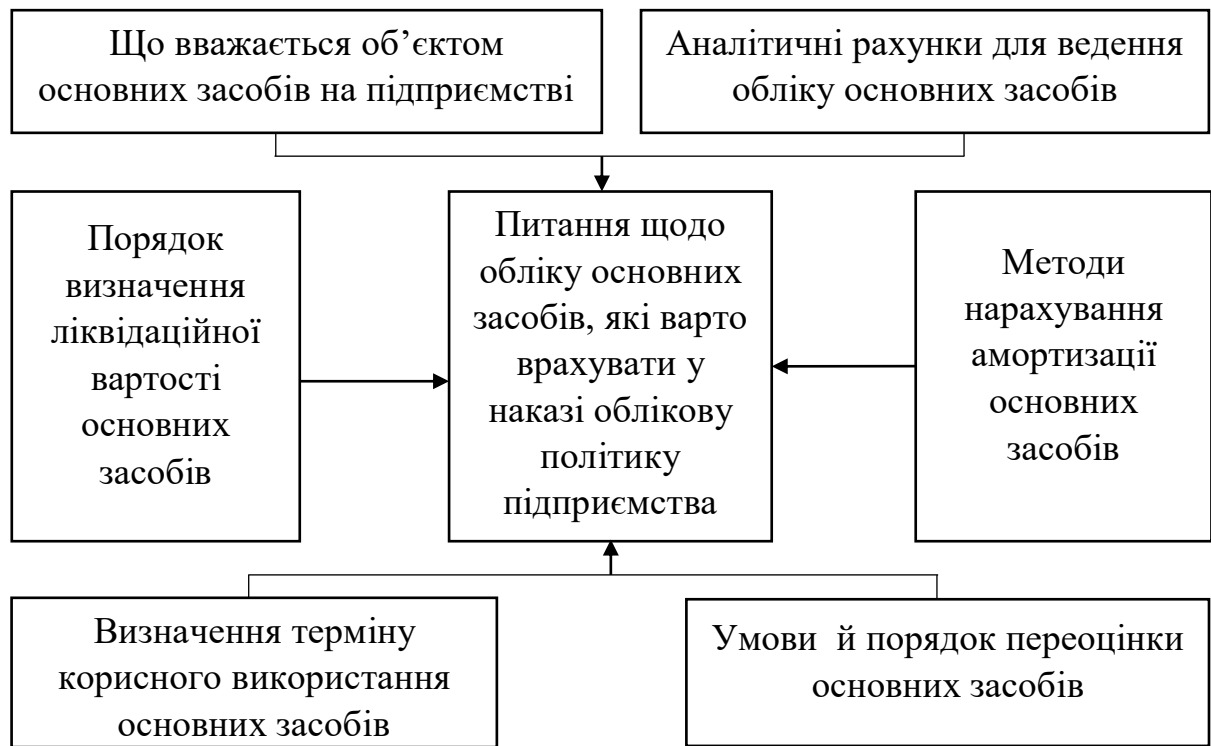 Що вважається об’єктом
основних засобів на підприємстві
Аналітичні рахунки для ведення
обліку основних засобів
Порядок
визначення
ліквідаційної
вартості
основних
засобів
Питання щодо
обліку основних
засобів, які варто
врахувати у
наказі облікову
політику
підприємства
Методи
нарахування
амортизації
основних
засобів
Визначення терміну
корисного використання
основних засобів
Умови й порядок переоцінки
основних засобів